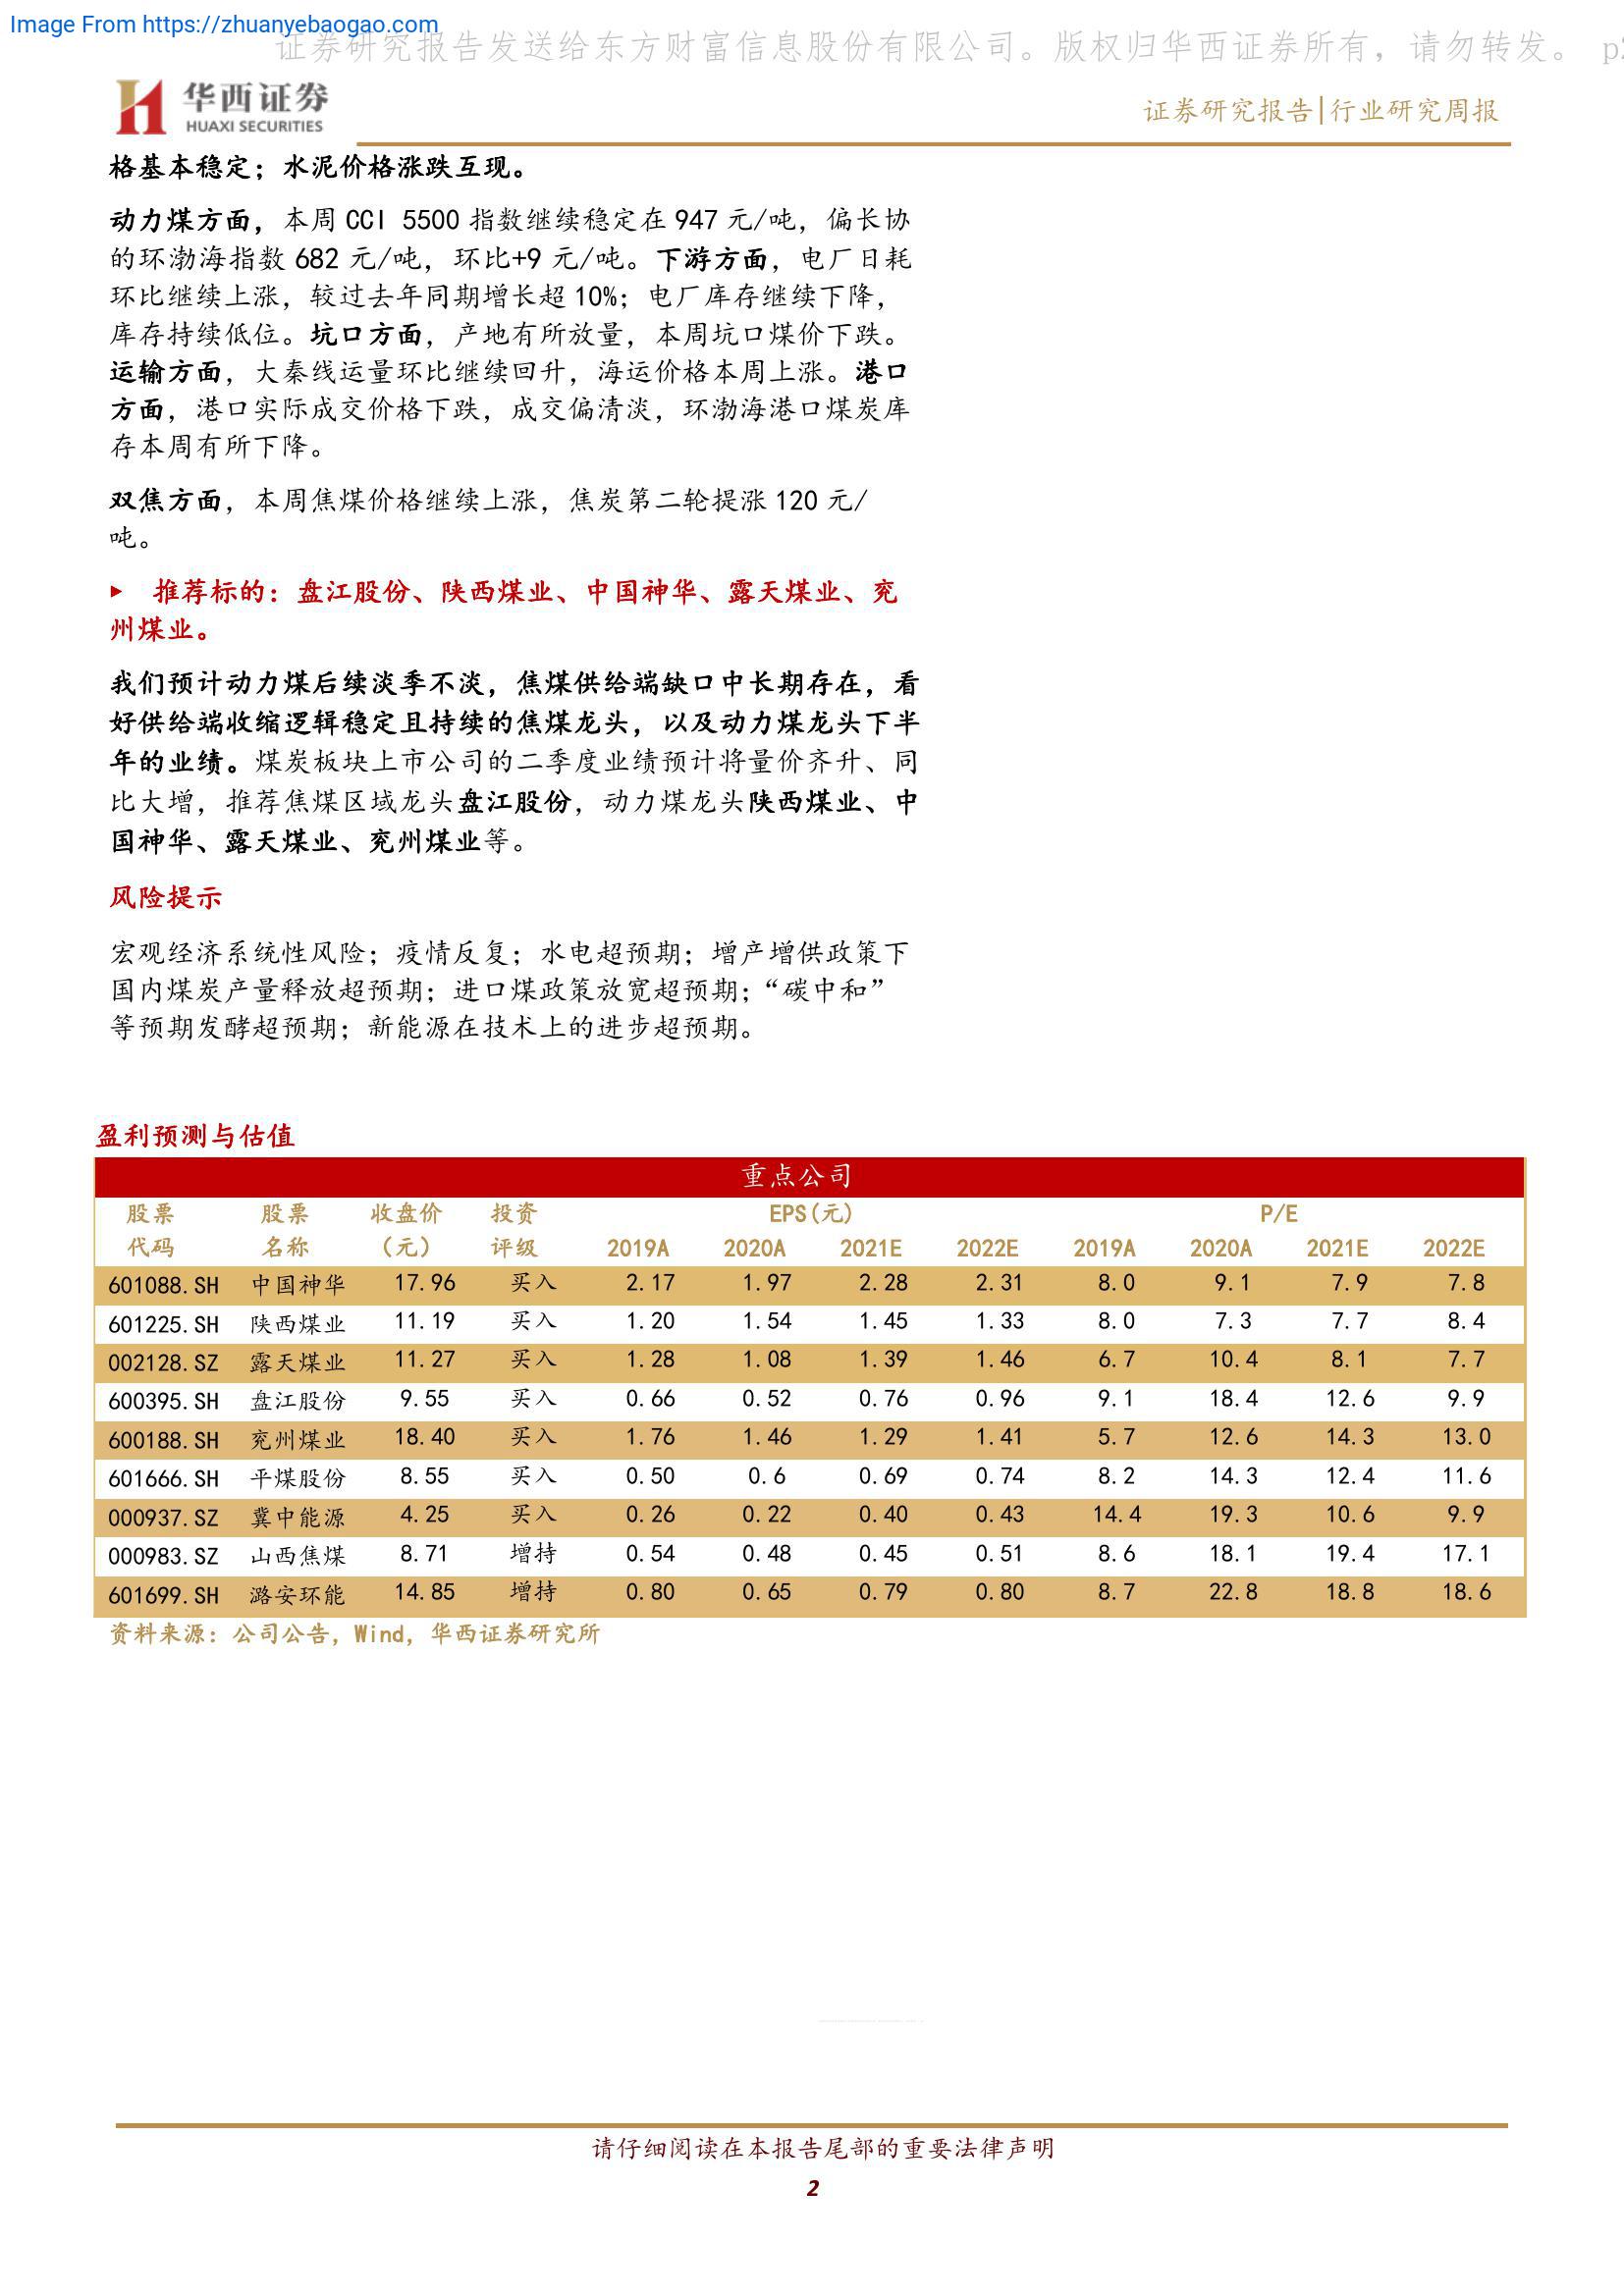 Image From https://zhuanyebaogao.com
证券研究报告发送给东方财富信息股份有限公司。版权归华西证券所有，请勿转发。 p2
华西证券
HUAXI SECURITIES
证券研究报告|行业研究周报
格基本稳定；水泥价格涨跌互现。
动力煤方面，本周 CCI 5500 指数继续稳定在 947 元/吨，偏长协
的环渤海指数 682 元/吨，环比+9 元/吨。下游方面，电厂日耗
环比继续上涨，较过去年同期增长超 10%；电厂库存继续下降，
库存持续低位。坑口方面，产地有所放量，本周坑口煤价下跌。
运输方面，大秦线运量环比继续回升，海运价格本周上涨。港口
方面，港口实际成交价格下跌，成交偏清淡，环渤海港口煤炭库
存本周有所下降。
双焦方面，本周焦煤价格继续上涨，焦炭第二轮提涨 120 元/
吨。
▶ 推荐标的：盘江股份、陕西煤业、中国神华、露天煤业、兖
州煤业。
我们预计动力煤后续淡季不淡，焦煤供给端缺口中长期存在，看
好供给端收缩逻辑稳定且持续的焦煤龙头，以及动力煤龙头下半
年的业绩。煤炭板块上市公司的二季度业绩预计将量价齐升、同
比大增，推荐焦煤区域龙头盘江股份，动力煤龙头陕西煤业、中
国神华、露天煤业、兖州煤业等。
风险提示
宏观经济系统性风险；疫情反复；水电超预期；增产增供政策下
国内煤炭产量释放超预期；进口煤政策放宽超预期；“碳中和”
等预期发酵超预期；新能源在技术上的进步超预期。
盈利预测与估值
重点公司
股票 股票 收盘价 投资 EPS(元) P/E
代码 名称 （元） 评级 2019A 2020A 2021E 2022E 2019A 2020A 2021E 2022E
601088.SH 中国神华 17.96 买入 2.17 1.97 2.28 2.31 8.0 9.1 7.9 7.8
601225.SH 陕西煤业 11.19 买入 1.20 1.54 1.45 1.33 8.0 7.3 7.7 8.4
002128.SZ 露天煤业 11.27 买入 1.28 1.08 1.39 1.46 6.7 10.4 8.1 7.7
600395.SH 盘江股份 9.55 买入 0.66 0.52 0.76 0.96 9.1 18.4 12.6 9.9
600188.SH 兖州煤业 18.40 买入 1.76 1.46 1.29 1.41 5.7 12.6 14.3 13.0
601666.SH 平煤股份 8.55 买入 0.50 0.6 0.69 0.74 8.2 14.3 12.4 11.6
000937.SZ 冀中能源 4.25 买入 0.26 0.22 0.40 0.43 14.4 19.3 10.6 9.9
000983.SZ 山西焦煤 8.71 增持 0.54 0.48 0.45 0.51 8.6 18.1 19.4 17.1
601699.SH 潞安环能 14.85 增持 0.80 0.65 0.79 0.80 8.7 22.8 18.8 18.6
资料来源：公司公告，Wind，华西证券研究所
请仔细阅读在本报告尾部的重要法律声明
2